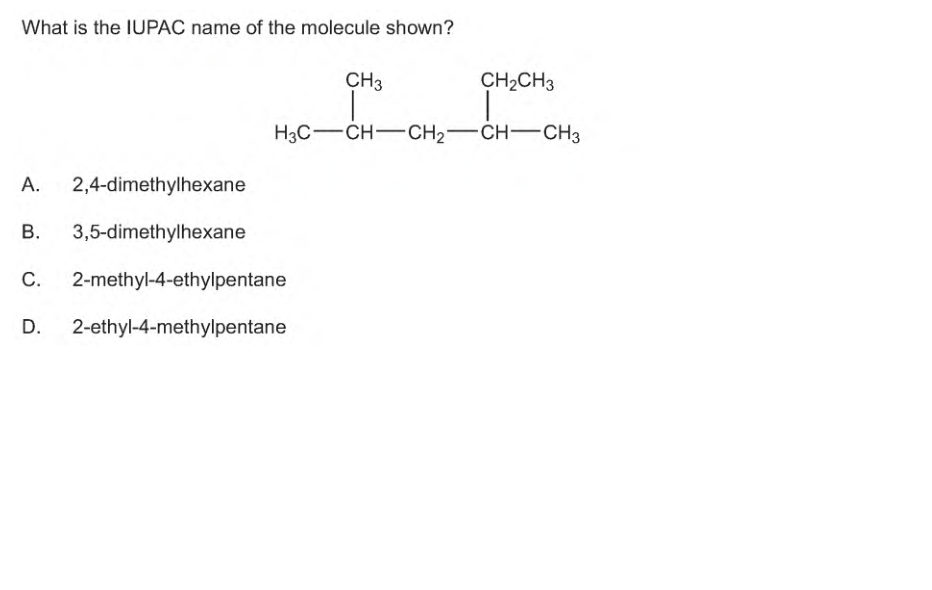 What is the IUPAC name of the molecule shown?
CH₃ CH₂CH₃
H₃C—CH—CH₂—CH—CH₃
A. 2,4-dimethylhexane
B. 3,5-dimethylhexane
C. 2-methyl-4-ethylpentane
D. 2-ethyl-4-methylpentane